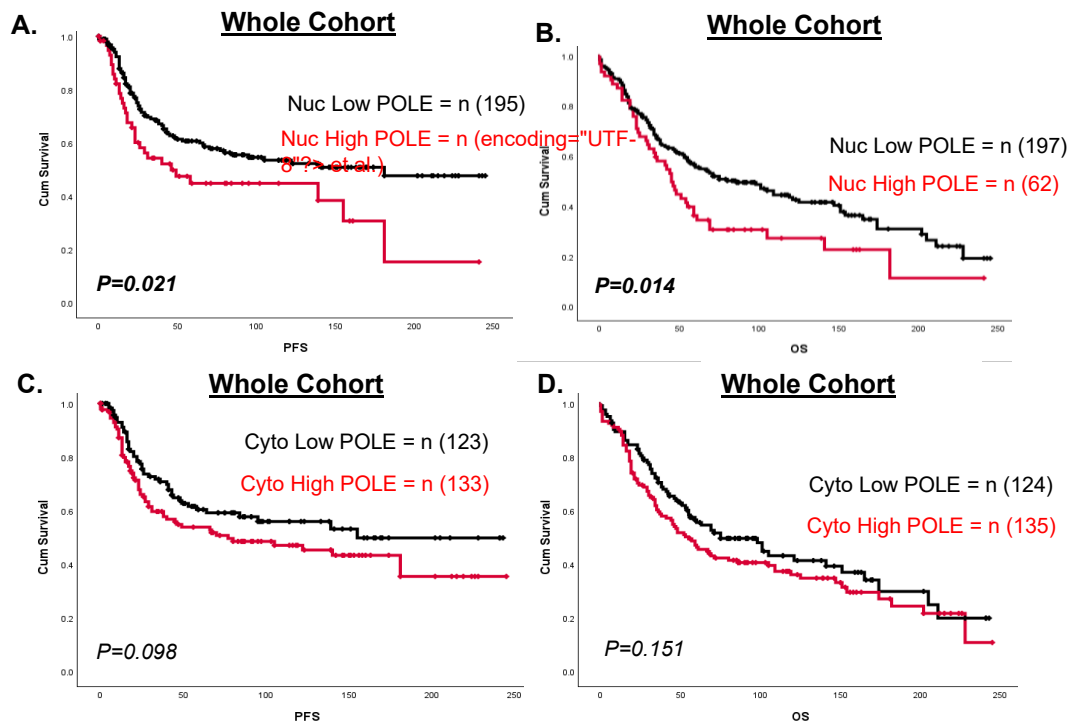 A.
Whole Cohort
Cum Survival
1.0
0.8
0.6
0.4
0.2
0.0
Nuc Low POLE = n (195)
Nuc High POLE = n (encoding="UTF-
8"?> et al.)
P=0.021
0
50
100
150
200
250
PFS
B.
Whole Cohort
Cum Survival
1.0
0.8
0.6
0.4
0.2
0.0
Nuc Low POLE = n (197)
Nuc High POLE = n (62)
P=0.014
0
50
100
150
200
250
OS
C.
Whole Cohort
Cum Survival
1.0
0.8
0.6
0.4
0.2
0.0
Cyto Low POLE = n (123)
Cyto High POLE = n (133)
P=0.098
0
50
100
150
200
250
PFS
D.
Whole Cohort
Cum Survival
1.0
0.8
0.6
0.4
0.2
0.0
Cyto Low POLE = n (124)
Cyto High POLE = n (135)
P=0.151
0
50
100
150
200
250
OS